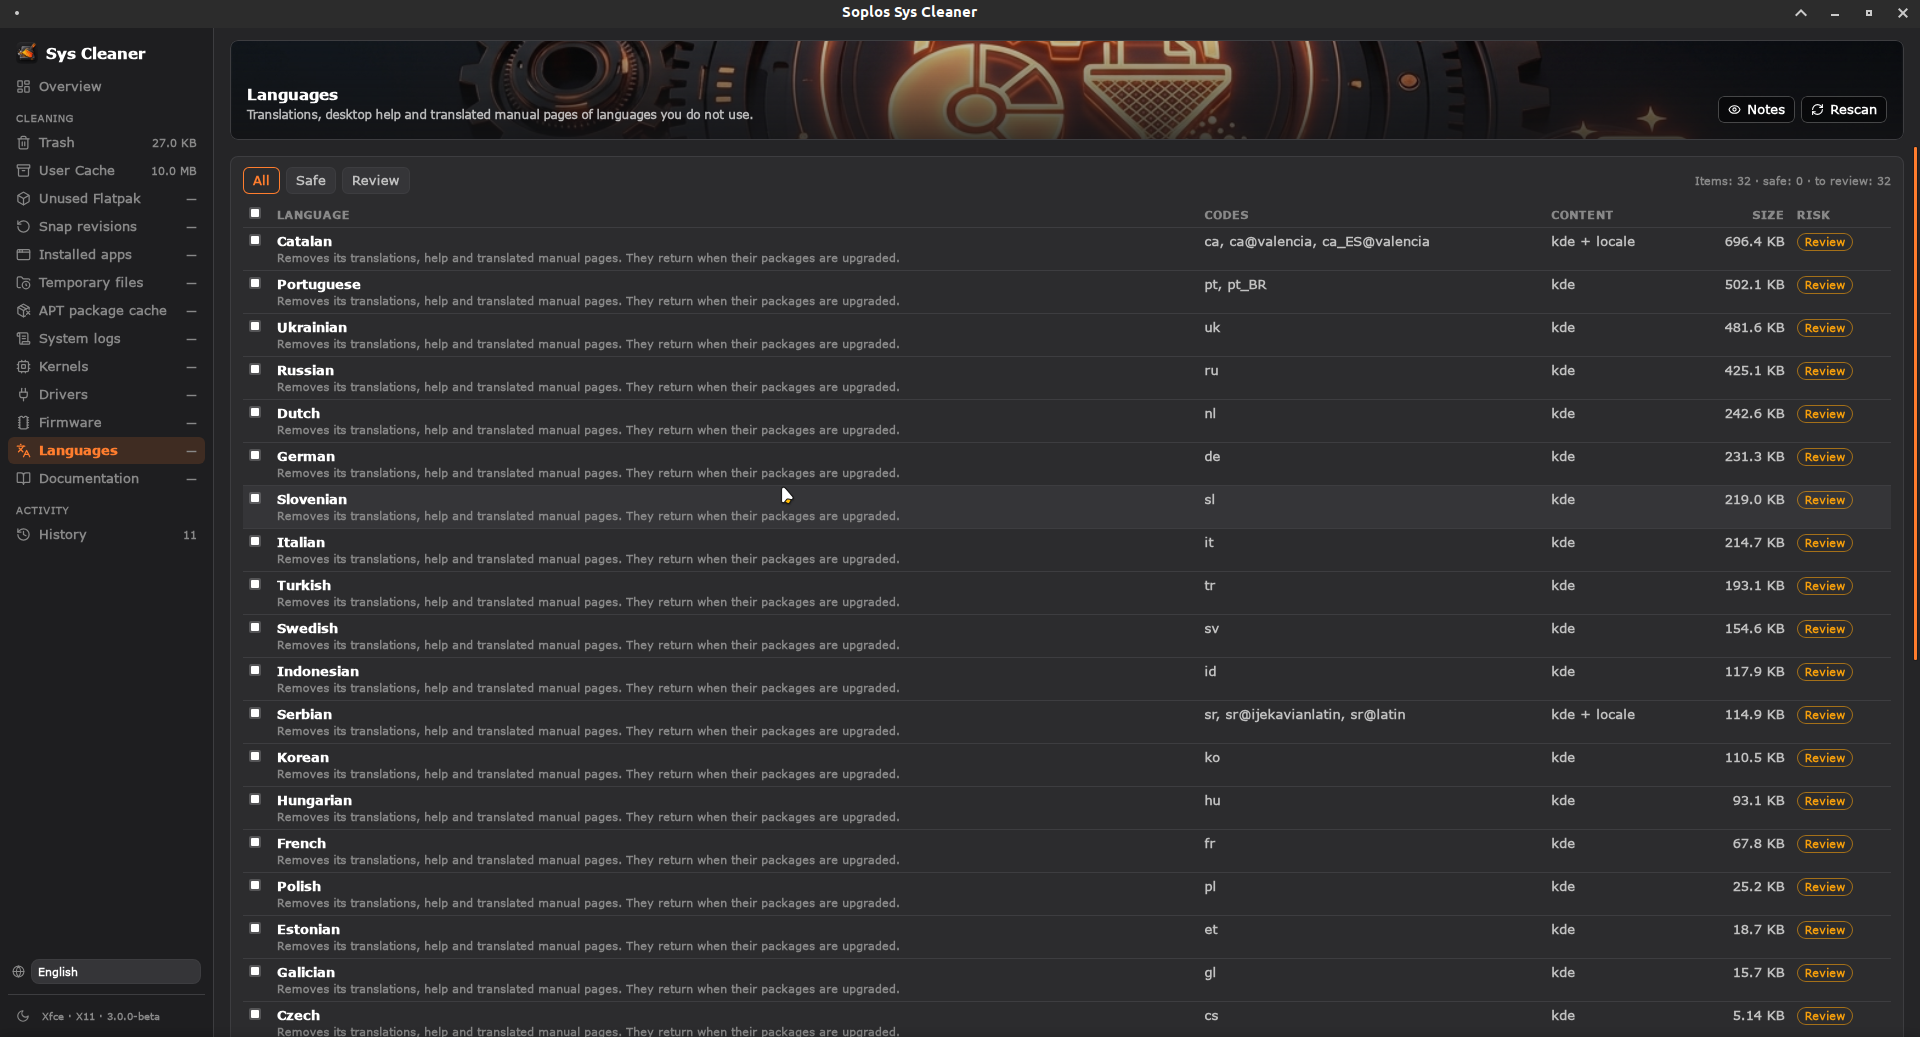 Soplos Sys Cleaner
Sys Cleaner
Overview
CLEANING
Trash 27.0 KB
User Cache 10.0 MB
Unused Flatpak —
Snap revisions —
Installed apps —
Temporary files —
APT package cache —
System logs —
Kernels —
Drivers —
Firmware —
Languages —
Documentation —
ACTIVITY
History 11
English
Xfce · X11 · 3.0.0-beta
Languages
Translations, desktop help and translated manual pages of languages you do not use.
Notes Rescan
All Safe Review Items: 32 · safe: 0 · to review: 32
LANGUAGE CODES CONTENT SIZE RISK
Catalan ca, ca@valencia, ca_ES@valencia kde + locale 696.4 KB Review
Removes its translations, help and translated manual pages. They return when their packages are upgraded.
Portuguese pt, pt_BR kde 502.1 KB Review
Removes its translations, help and translated manual pages. They return when their packages are upgraded.
Ukrainian uk kde 481.6 KB Review
Removes its translations, help and translated manual pages. They return when their packages are upgraded.
Russian ru kde 425.1 KB Review
Removes its translations, help and translated manual pages. They return when their packages are upgraded.
Dutch nl kde 242.6 KB Review
Removes its translations, help and translated manual pages. They return when their packages are upgraded.
German de kde 231.3 KB Review
Removes its translations, help and translated manual pages. They return when their packages are upgraded.
Slovenian sl kde 219.0 KB Review
Removes its translations, help and translated manual pages. They return when their packages are upgraded.
Italian it kde 214.7 KB Review
Removes its translations, help and translated manual pages. They return when their packages are upgraded.
Turkish tr kde 193.1 KB Review
Removes its translations, help and translated manual pages. They return when their packages are upgraded.
Swedish sv kde 154.6 KB Review
Removes its translations, help and translated manual pages. They return when their packages are upgraded.
Indonesian id kde 117.9 KB Review
Removes its translations, help and translated manual pages. They return when their packages are upgraded.
Serbian sr, sr@ijekavianlatin, sr@latin kde + locale 114.9 KB Review
Removes its translations, help and translated manual pages. They return when their packages are upgraded.
Korean ko kde 110.5 KB Review
Removes its translations, help and translated manual pages. They return when their packages are upgraded.
Hungarian hu kde 93.1 KB Review
Removes its translations, help and translated manual pages. They return when their packages are upgraded.
French fr kde 67.8 KB Review
Removes its translations, help and translated manual pages. They return when their packages are upgraded.
Polish pl kde 25.2 KB Review
Removes its translations, help and translated manual pages. They return when their packages are upgraded.
Estonian et kde 18.7 KB Review
Removes its translations, help and translated manual pages. They return when their packages are upgraded.
Galician gl kde 15.7 KB Review
Removes its translations, help and translated manual pages. They return when their packages are upgraded.
Czech cs kde 5.14 KB Review
Removes its translations, help and translated manual pages. They return when their packages are upgraded.